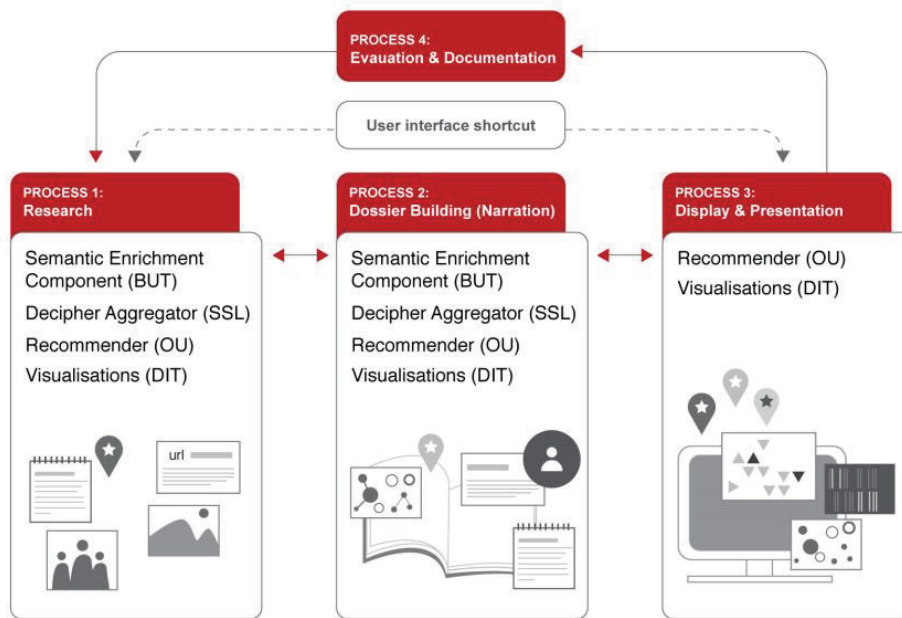 PROCESS 4:
Evauation & Documentation
User interface shortcut
PROCESS 1:
Research
Semantic Enrichment
Component (BUT)
Decipher Aggregator (SSL)
Recommender (OU)
Visualisations (DIT)
url
PROCESS 2:
Dossier Building (Narration)
Semantic Enrichment
Component (BUT)
Decipher Aggregator (SSL)
Recommender (OU)
Visualisations (DIT)
PROCESS 3:
Display & Presentation
Recommender (OU)
Visualisations (DIT)